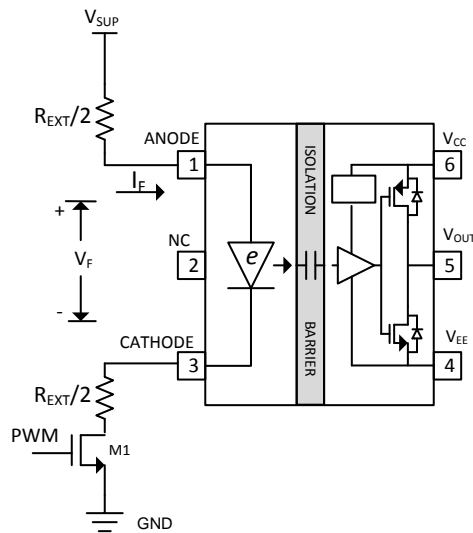 VSUP
REXT/2
ANODE
1
IF
+
VF
-
NC
2
CATHODE
3
REXT/2
PWM
M1
GND
e
ISOLATION
BARRIER
VCC
6
VOUT
5
VEE
4